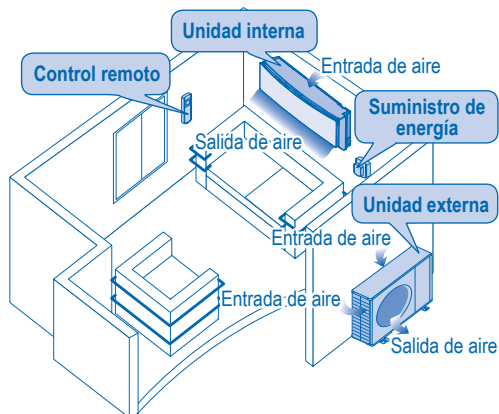 Unidad interna
Entrada de aire
Control remoto
Suministro de
energía
Salida de aire
Unidad externa
Entrada de aire
Entrada de aire
Salida de aire